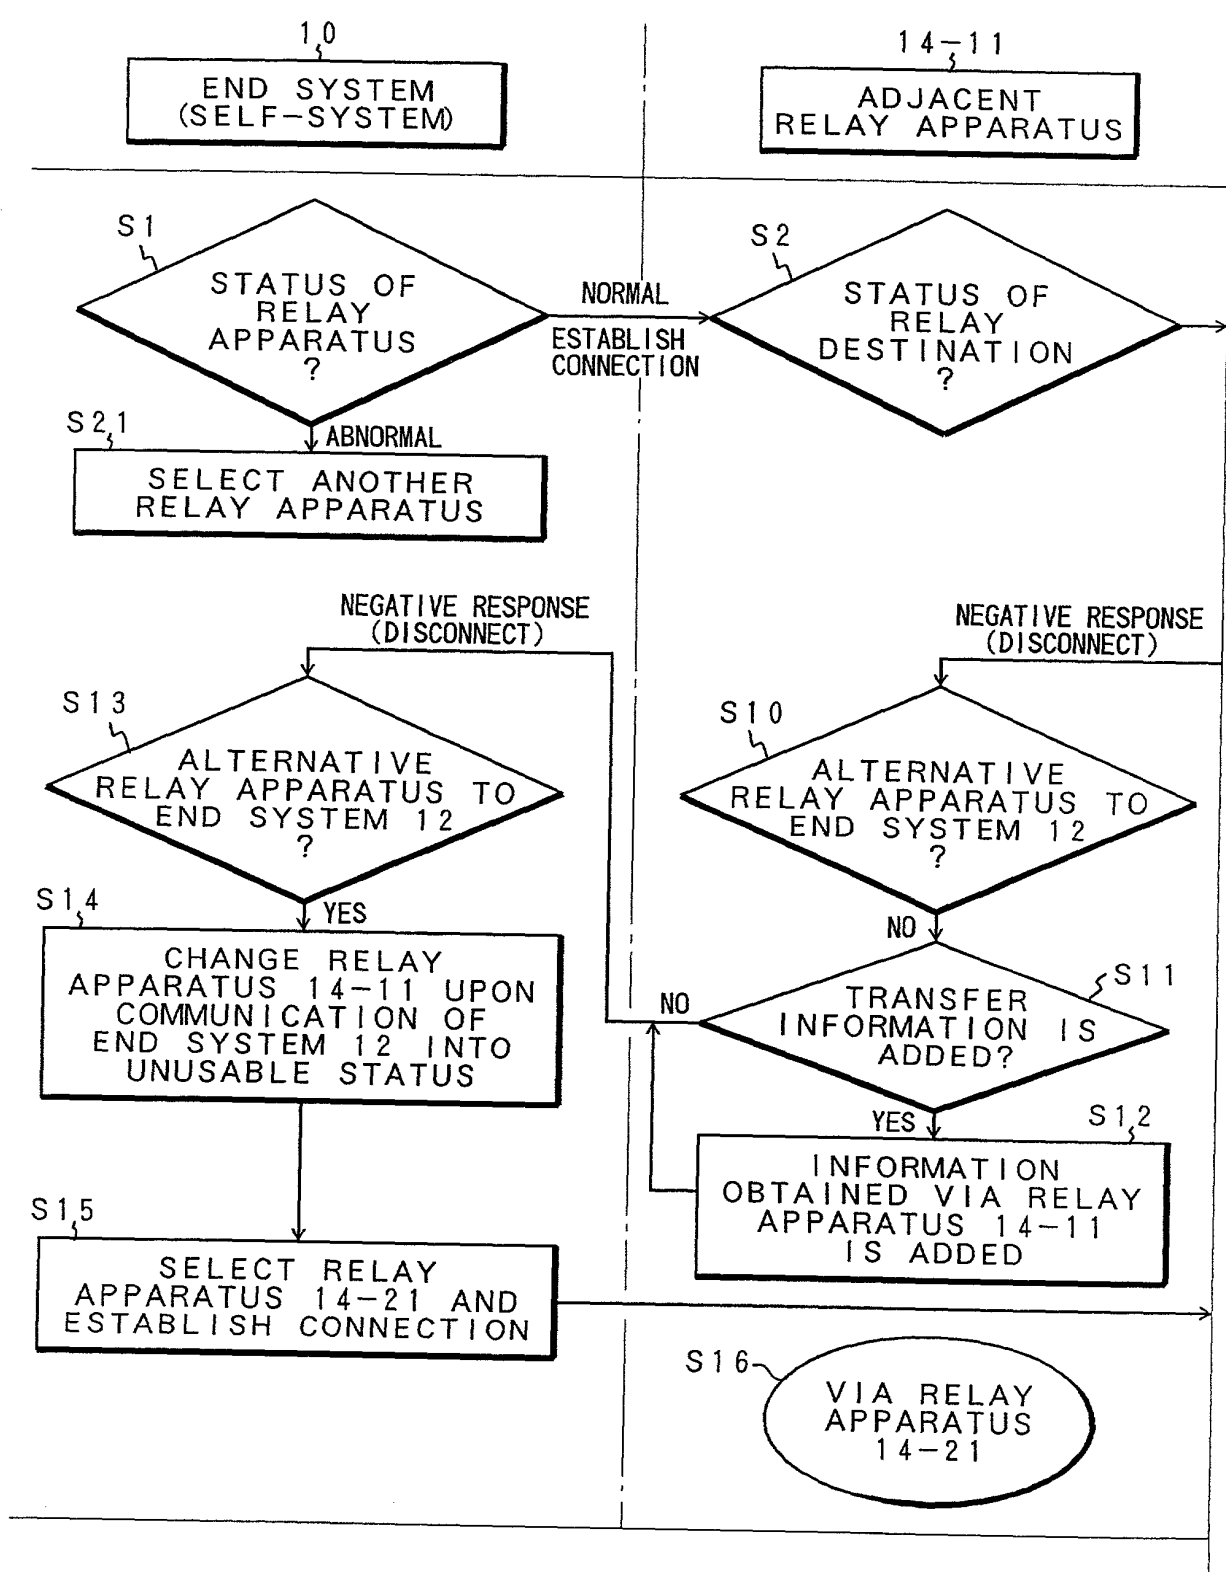 10
END SYSTEM
(SELF-SYSTEM)
14-11
ADJACENT
RELAY APPARATUS
S1
STATUS OF
RELAY
APPARATUS
?
NORMAL
ESTABLISH
CONNECTION
S2
STATUS OF
RELAY
DESTINATION
?
ABNORMAL
S21
SELECT ANOTHER
RELAY APPARATUS
NEGATIVE RESPONSE
(DISCONNECT)
NEGATIVE RESPONSE
(DISCONNECT)
S13
ALTERNATIVE
RELAY APPARATUS TO
END SYSTEM 12
?
S10
ALTERNATIVE
RELAY APPARATUS TO
END SYSTEM 12
?
YES
NO
S14
CHANGE RELAY
APPARATUS 14-11 UPON
COMMUNICATION OF
END SYSTEM 12 INTO
UNUSABLE STATUS
NO
S11
TRANSFER
INFORMATION IS
ADDED?
YES
S12
INFORMATION
OBTAINED VIA RELAY
APPARATUS 14-11
IS ADDED
S15
SELECT RELAY
APPARATUS 14-21 AND
ESTABLISH CONNECTION
S16
VIA RELAY
APPARATUS
14-21